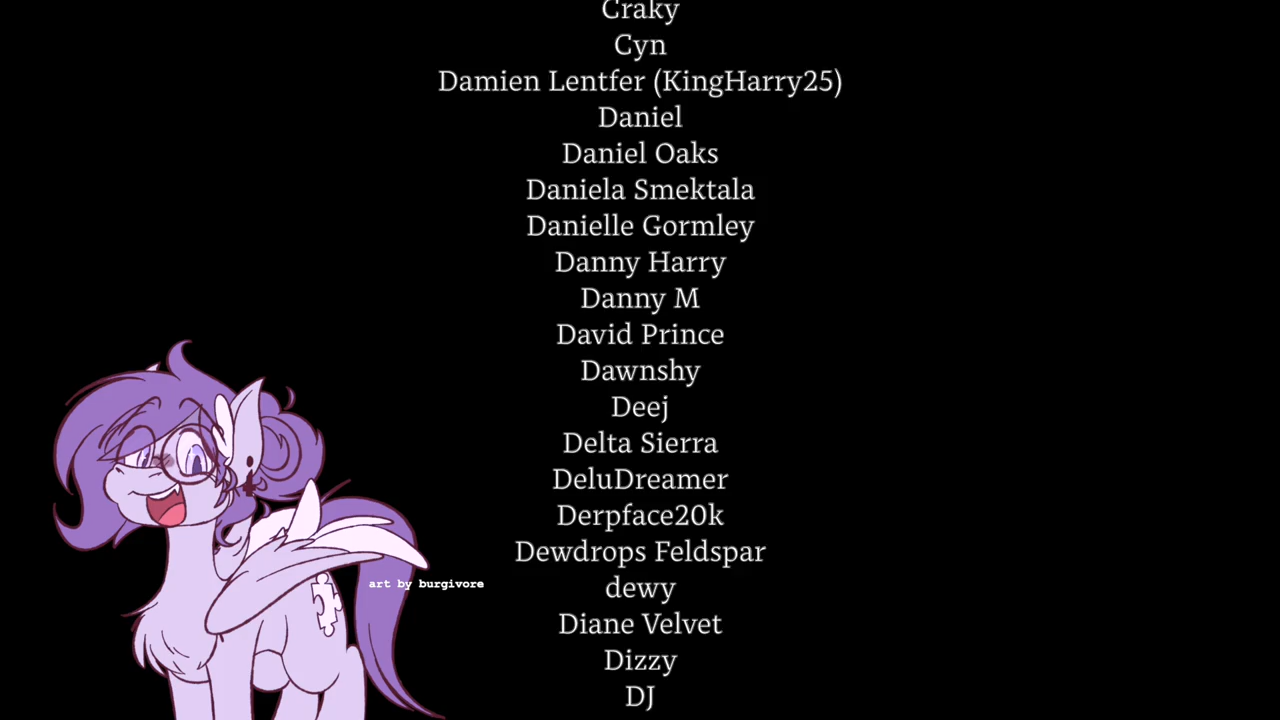 Craky
Cyn
Damien Lentfer (KingHarry25)
Daniel
Daniel Oaks
Daniela Smektala
Danielle Gormley
Danny Harry
Danny M
David Prince
Dawnshy
Deej
Delta Sierra
DeluDreamer
Derpface20k
Dewdrops Feldspar
art by burgivore
dewy
Diane Velvet
Dizzy
DJ